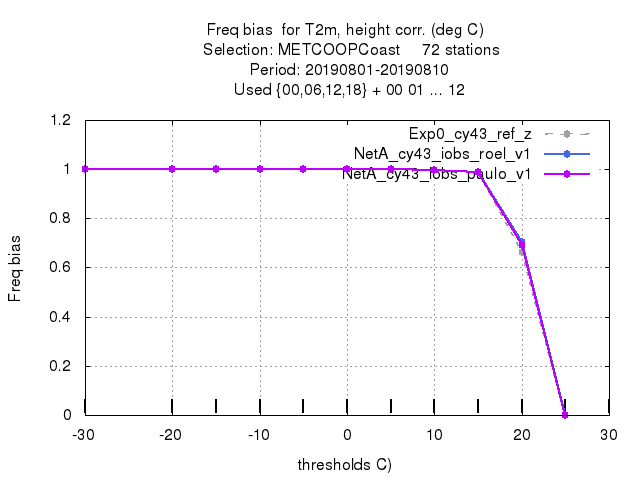 Freq bias for T2m, height corr. (deg C)
Selection: METCOOPCoast 72 stations
Period: 20190801-20190810
Used {00,06,12,18} + 00 01 ... 12
Exp0_cy43_ref_z
NetA_cy43_iobs_roel_v1
NetA_cy43_iobs_paulo_v1
1.2
1
0.8
0.6
0.4
0.2
0
Freq bias
-30 -20 -10 0 10 20 30
thresholds C)